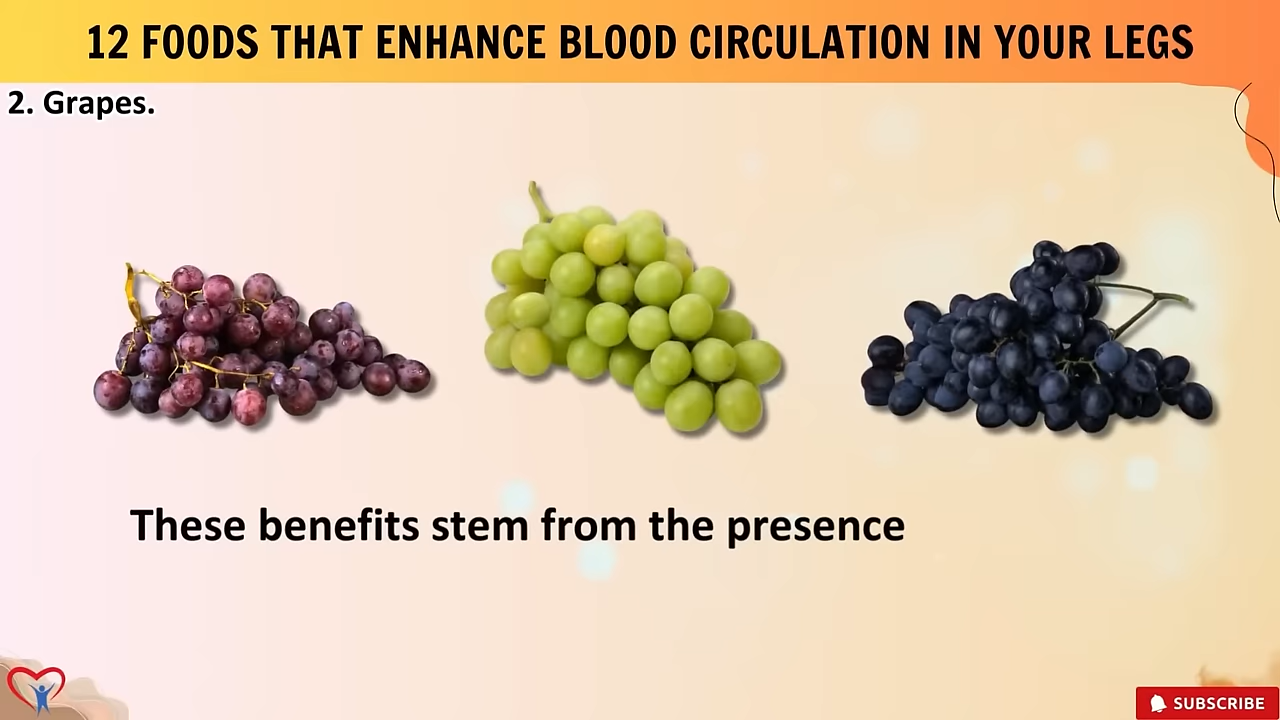 12 FOODS THAT ENHANCE BLOOD CIRCULATION IN YOUR LEGS
2. Grapes.
These benefits stem from the presence
SUBSCRIBE